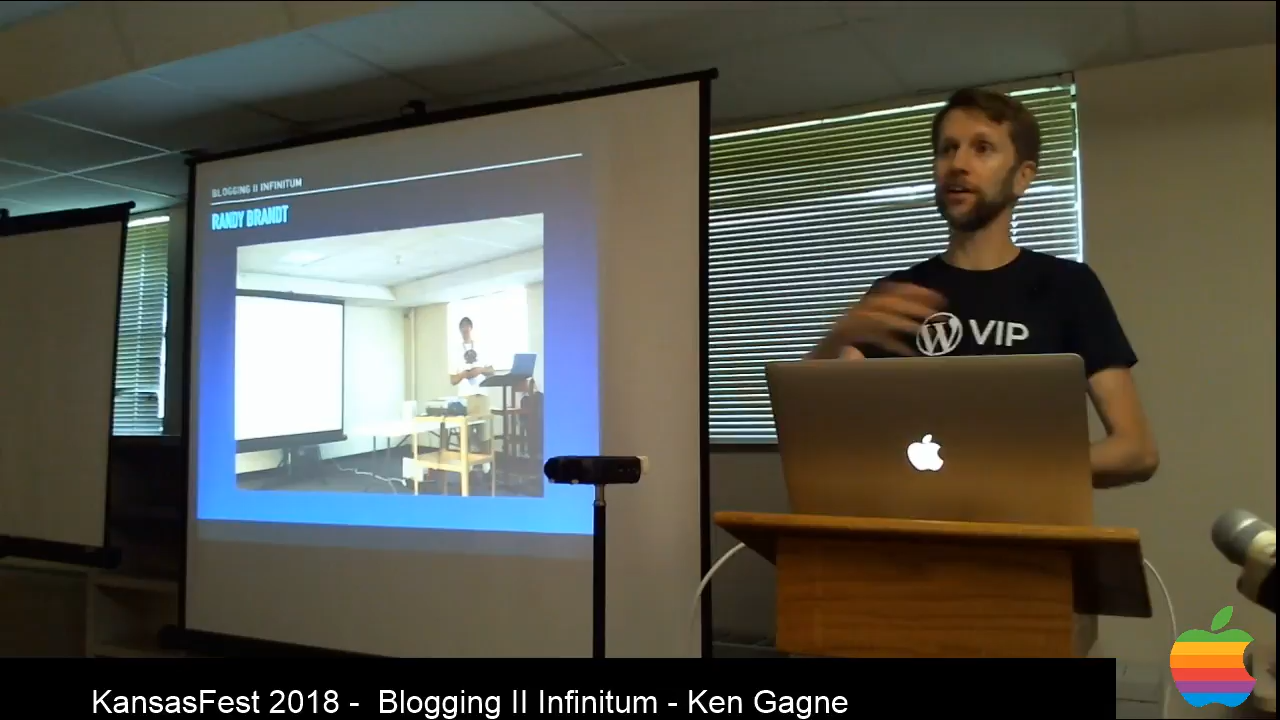 BLOGGING II INFINITUM
RANDY BRANDT
VIP
KansasFest 2018 - Blogging II Infinitum - Ken Gagne